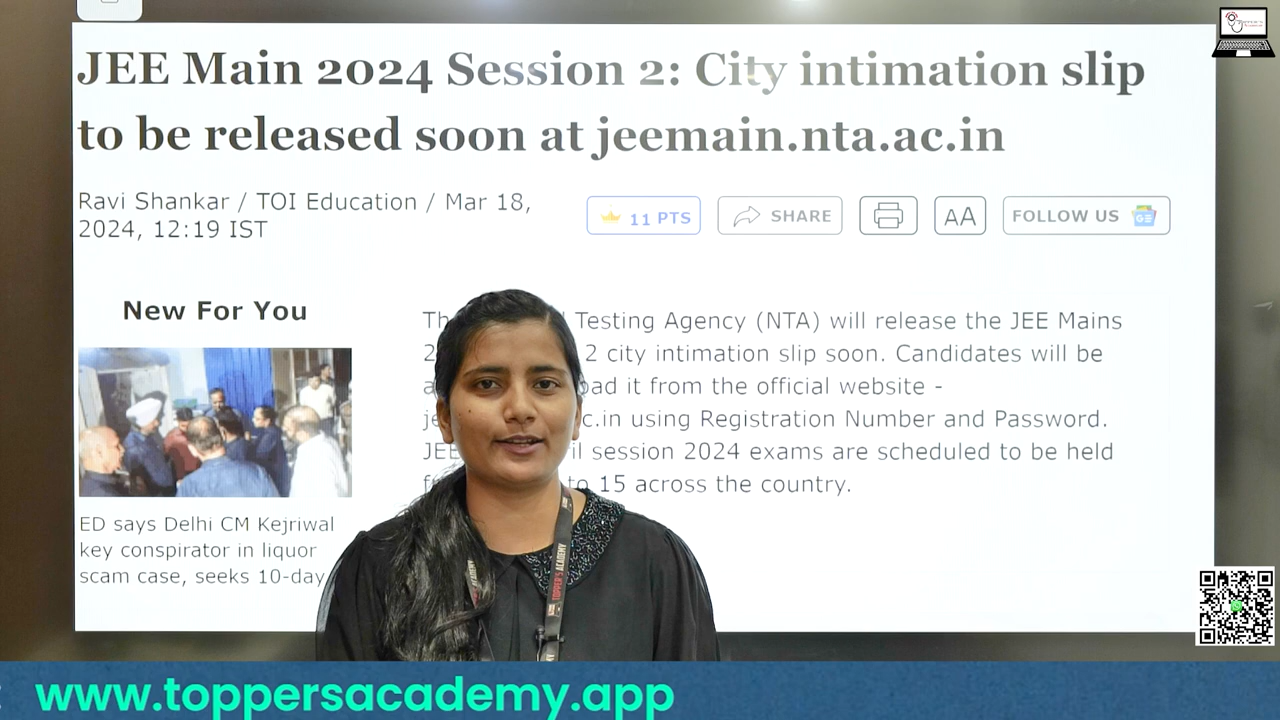 JEE Main 2024 Session 2: City intimation slip
to be released soon at jeemain.nta.ac.in
Ravi Shankar / TOI Education / Mar 18,
2024, 12:19 IST
11 PTS
SHARE
AA
FOLLOW US
GE
New For You
Testing Agency (NTA) will release the JEE Mains
2 city intimation slip soon. Candidates will be
it from the official website -
using Registration Number and Password.
JEE session 2024 exams are scheduled to be held
to 15 across the country.
ED says Delhi CM Kejriwal
key conspirator in liquor
scam case, seeks 10-day
TOPPER'S ACADEMY
www.toppersacademy.app